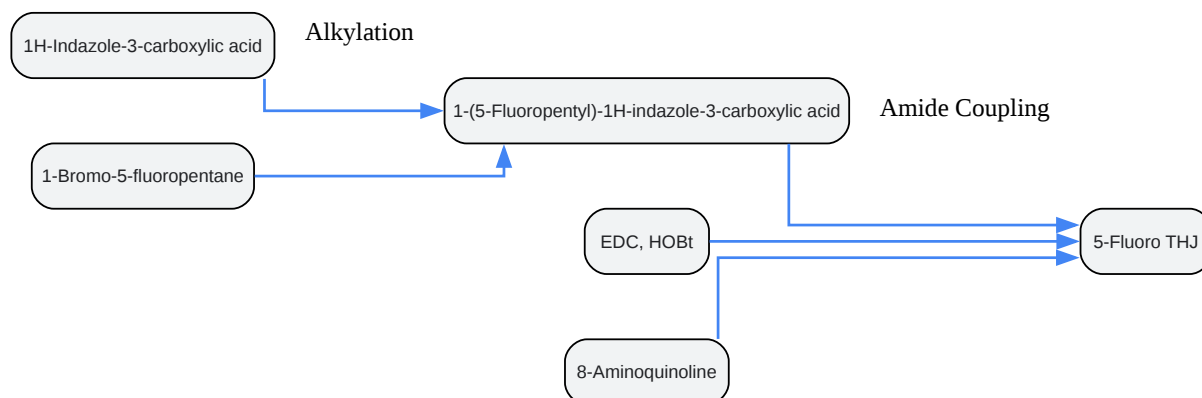 1H-Indazole-3-carboxylic acid
Alkylation
1-(5-Fluoropentyl)-1H-indazole-3-carboxylic acid
Amide Coupling
1-Bromo-5-fluoropentane
EDC, HOBt
5-Fluoro THJ
8-Aminoquinoline